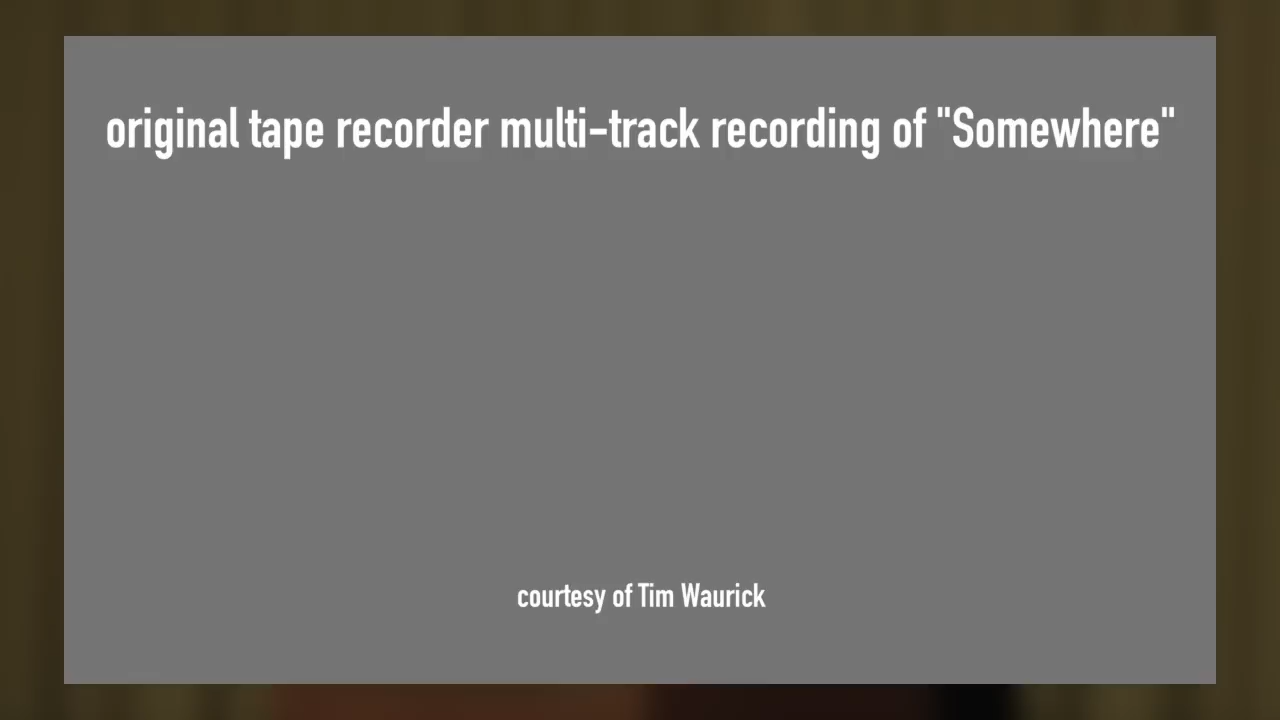 original tape recorder multi-track recording of "Somewhere"
courtesy of Tim Waurick